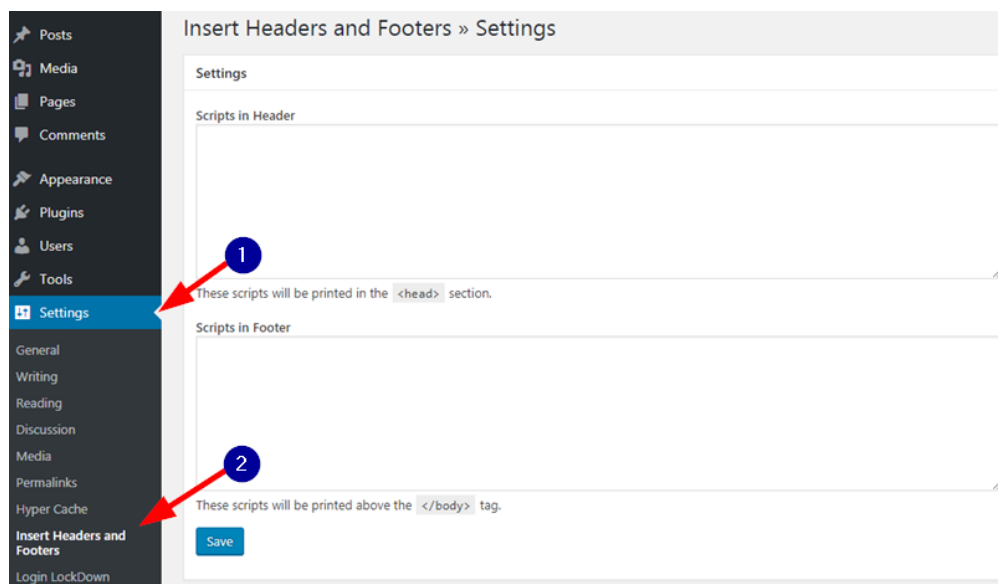 Posts
Media
Pages
Comments
Appearance
Plugins
Users
Tools
Settings
General
Writing
Reading
Discussion
Media
Permalinks
Hyper Cache
Insert Headers and
Footers
Login LockDown
Insert Headers and Footers » Settings
Settings
Scripts in Header
1
These scripts will be printed in the <head> section.
Scripts in Footer
2
These scripts will be printed above the </body> tag.
Save